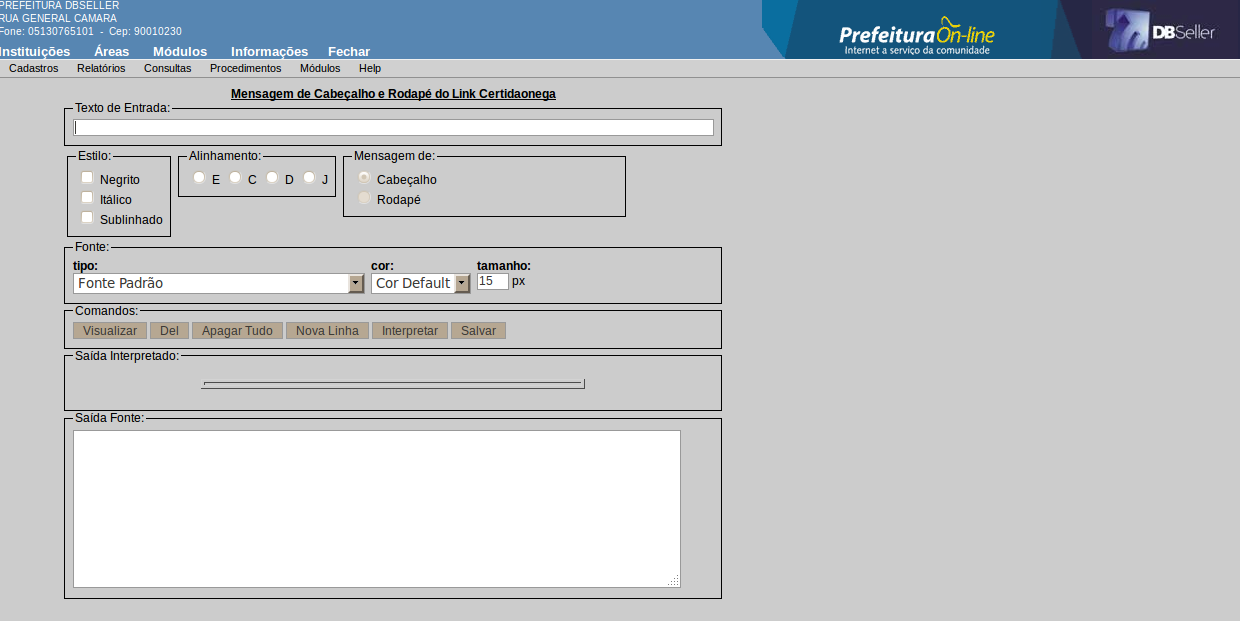 PREFEITURA DBSELLER
RUA GENERAL CAMARA
Fone: 05130765101 - Cep: 90010230
Instituições Áreas Módulos Informações Fechar
PrefeituraOn-line
Internet a serviço da comunidade
DBSeller
Cadastros Relatórios Consultas Procedimentos Módulos Help
Mensagem de Cabeçalho e Rodapé do Link Certidaonega
Texto de Entrada:
Estilo: Alinhamento: Mensagem de:
Negrito E C D J Cabeçalho
Itálico Rodapé
Sublinhado
Fonte:
tipo: cor: tamanho:
Fonte Padrão Cor Default 15 px
Comandos:
Visualizar Del Apagar Tudo Nova Linha Interpretar Salvar
Saída Interpretado:
Saída Fonte: